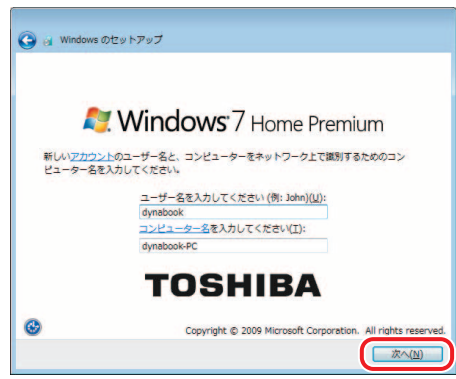 Windows のセットアップ
Windows 7 Home Premium
新しいアカウントのユーザー名と、コンピューターをネットワーク上で識別するためのコン
ピューター名を入力してください。
ユーザー名を入力してください (例: John)(U):
dynabook
コンピューター名を入力してください(T):
dynabook-PC
TOSHIBA
Copyright © 2009 Microsoft Corporation. All rights reserved.
次へ(N)